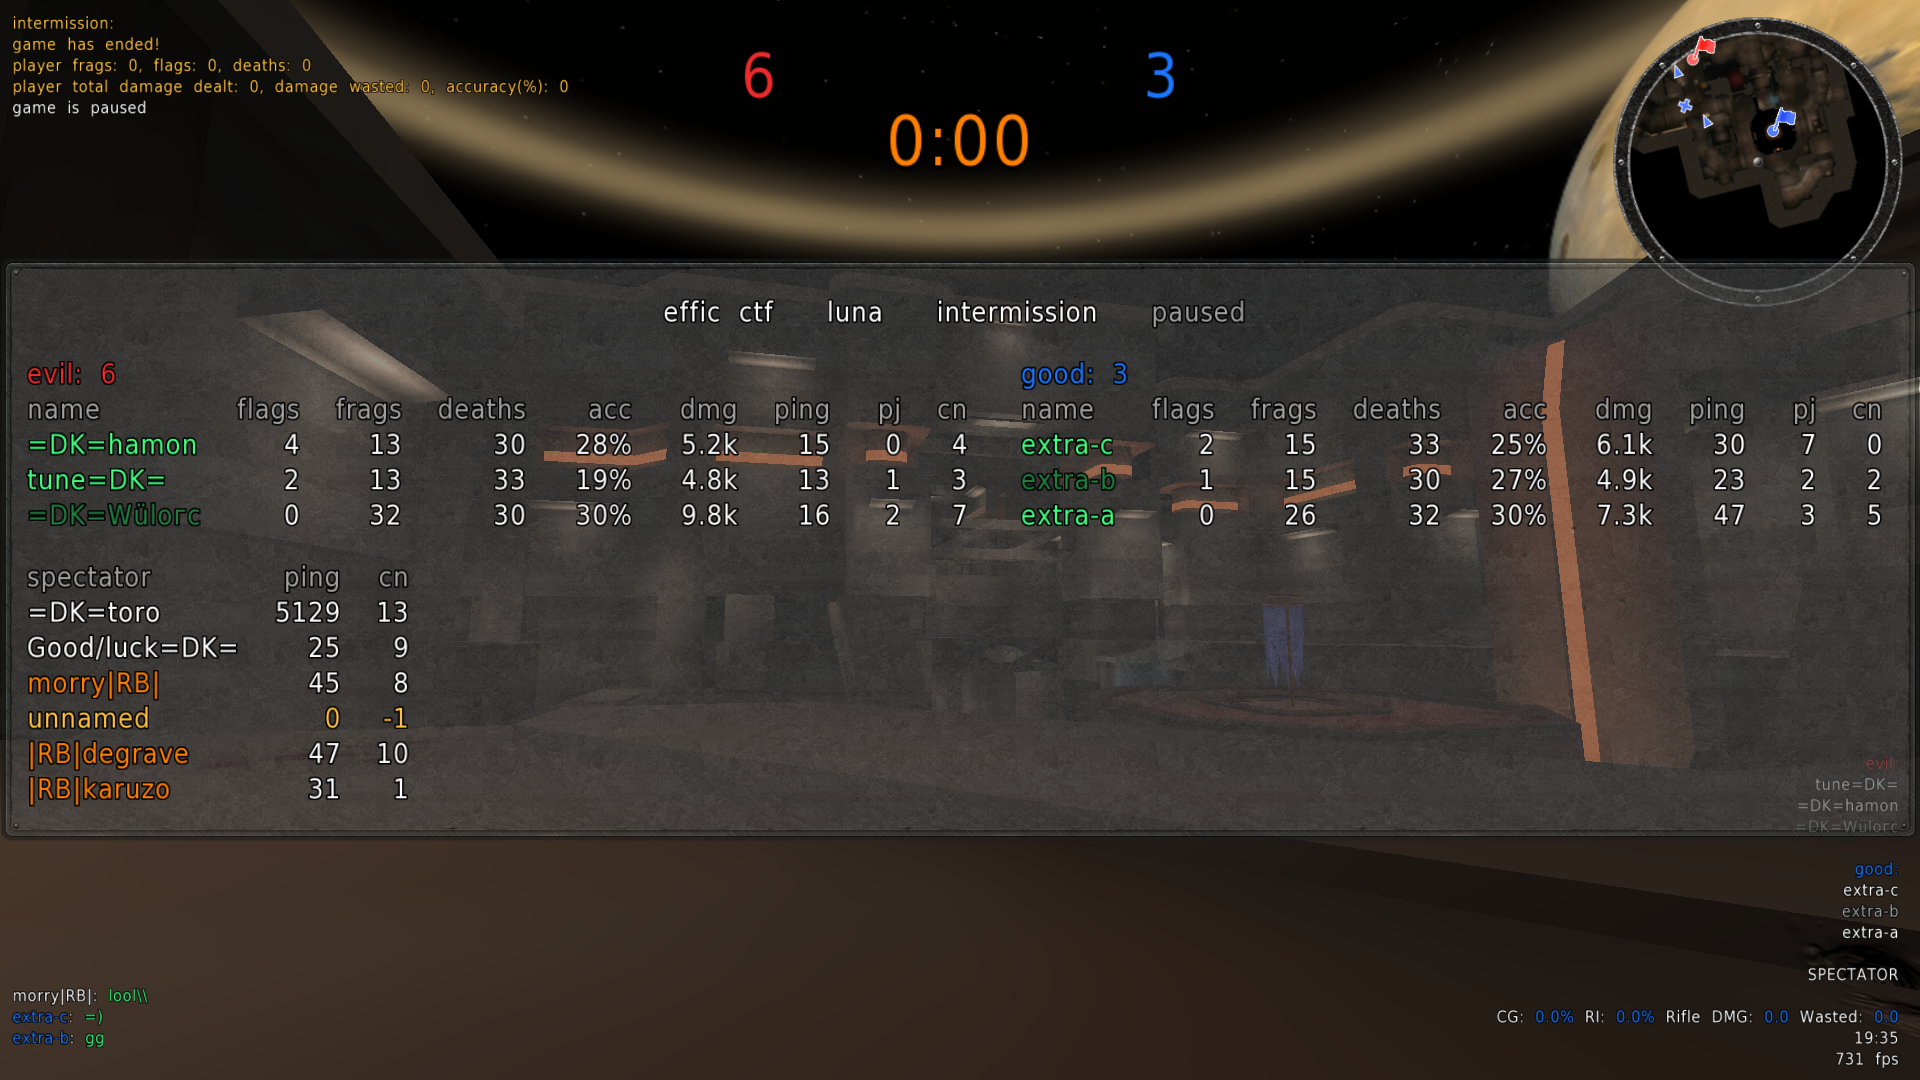 intermission:
game has ended!
player frags: 0, flags: 0, deaths: 0
player total damage dealt: 0, damage wasted: 0, accuracy(%): 0
game is paused
6 3
0:00
effic ctf luna intermission paused
evil: 6 good: 3
name flags frags deaths acc dmg ping pj cn name flags frags deaths acc dmg ping pj cn
=DK=hamon 4 13 30 28% 5.2k 15 0 4 extra-c 2 15 33 25% 6.1k 30 7 0
tune=DK= 2 13 33 19% 4.8k 13 1 3 extra-b 1 15 30 27% 4.9k 23 2 2
=DK=Wülorc 0 32 30 30% 9.8k 16 2 7 extra-a 0 26 32 30% 7.3k 47 3 5
spectator ping cn
=DK=toro 5129 13
Good/luck=DK= 25 9
morry|RB| 45 8
unnamed 0 -1
|RB|degrave 47 10
|RB|karuzo 31 1
evil:
tune=DK=
=DK=hamon
=DK=Wülorc
good:
extra-c
extra-b
extra-a
SPECTATOR
morry|RB|: lool\\
extra-c: =)
extra-b: gg
CG: 0.0% RI: 0.0% Rifle DMG: 0.0 Wasted: 0.0
19:35
731 fps